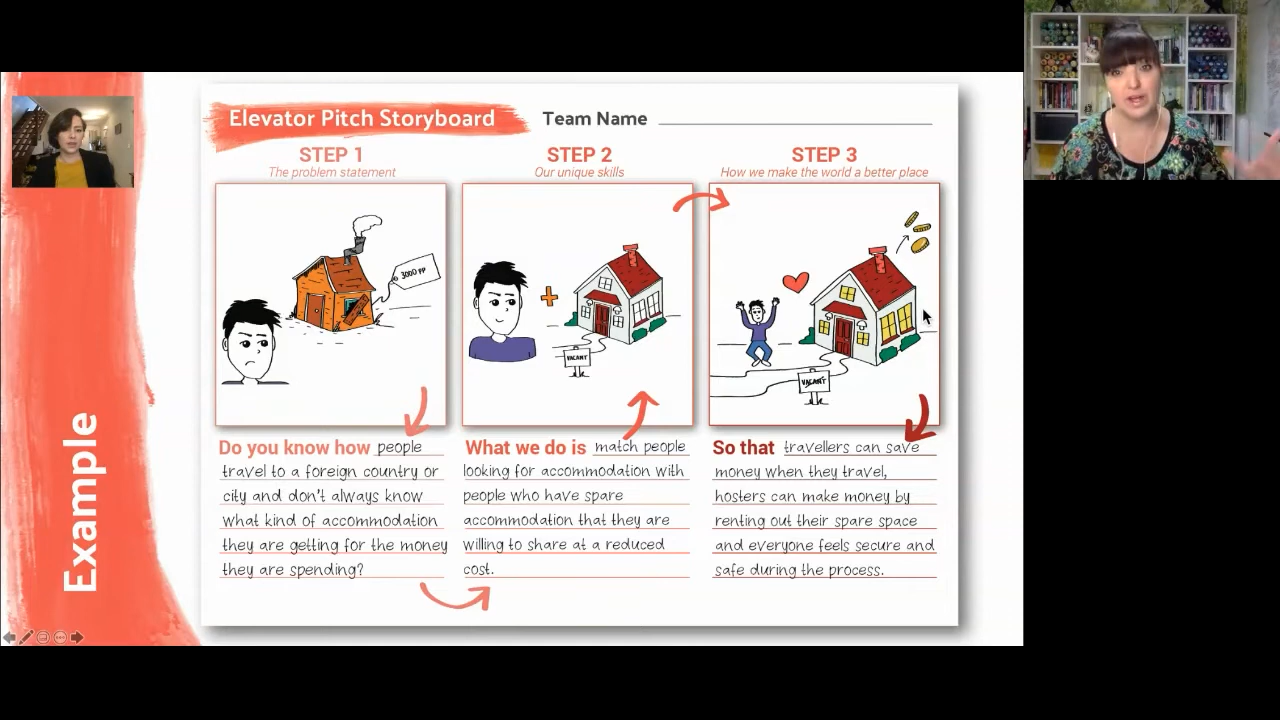 Elevator Pitch Storyboard
Team Name
STEP 1
The problem statement
3000 PP
Do you know how people
travel to a foreign country or
city and don't always know
what kind of accommodation
they are getting for the money
they are spending?
STEP 2
Our unique skills
VACANT
What we do is match people
looking for accommodation with
people who have spare
accommodation that they are
willing to share at a reduced
cost.
STEP 3
How we make the world a better place
VACANT
So that travellers can save
money when they travel,
hosters can make money by
renting out their spare space
and everyone feels secure and
safe during the process.
Example